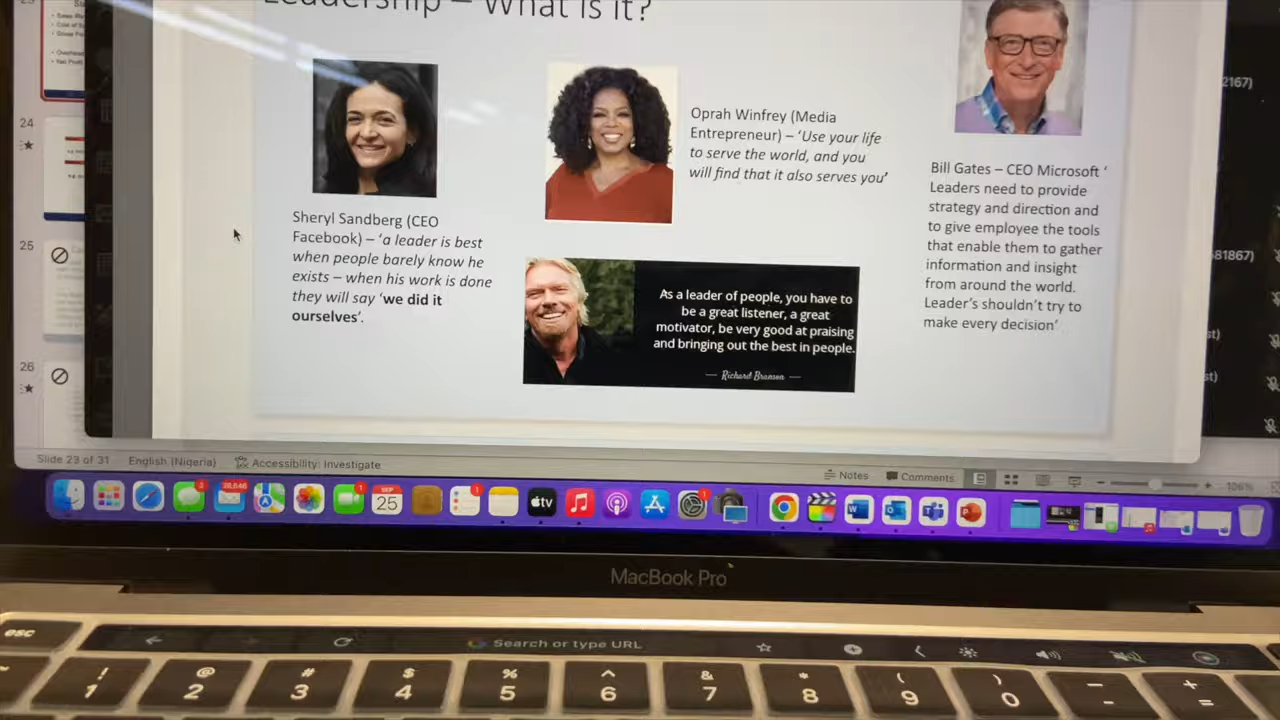 Leadership – What is it?
Oprah Winfrey (Media
Entrepreneur) – ‘Use your life
to serve the world, and you
will find that it also serves you’
Sheryl Sandberg (CEO
Facebook) – ‘a leader is best
when people barely know he
exists – when his work is done
they will say ‘we did it
ourselves’.
As a leader of people, you have to
be a great listener, a great
motivator, be very good at praising
and bringing out the best in people.
— Richard Branson —
Bill Gates – CEO Microsoft ‘
Leaders need to provide
strategy and direction and
to give employee the tools
that enable them to gather
information and insight
from around the world.
Leader’s shouldn’t try to
make every decision’
24
25
26
2167)
81867)
st)
st)
Slide 23 of 31
English (Nigeria)
Accessibility: Investigate
Notes
Comments
106%
SEP
25
tv
MacBook Pro
esc
Search or type URL
! @ # $ % ^ & * ( ) _ +
1 2 3 4 5 6 7 8 9 0 - =